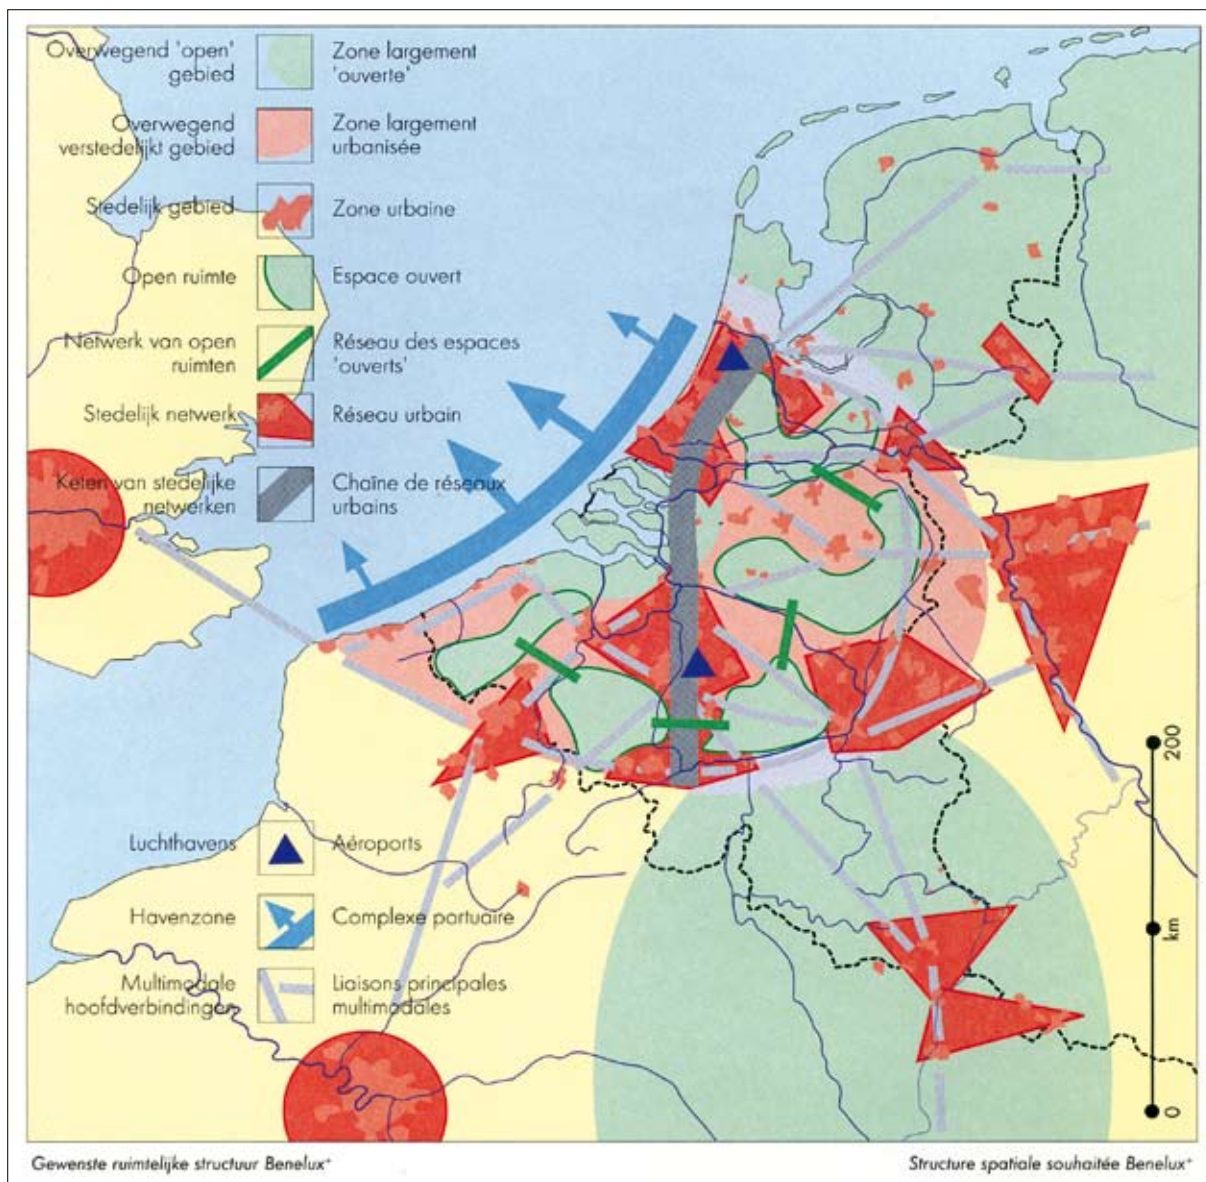 Overwegend 'open'
gebied
Zone largement
'ouverte'
Overwegend
verstedelijkt gebied
Zone largement
urbanisée
Stedelijk gebied
Zone urbaine
Open ruimte
Espace ouvert
Netwerk van open
ruimten
Réseau des espaces
'ouverts'
Stedelijk netwerk
Réseau urbain
Keten van stedelijke
netwerken
Chaîne de réseaux
urbains
Luchthavens
Aéroports
Havenzone
Complexe portuaire
Multimodale
hoofdverbindingen
Liaisons principales
multimodales
200
km
0
Gewenste ruimtelijke structuur Benelux⁺
Structure spatiale souhaitée Benelux⁺